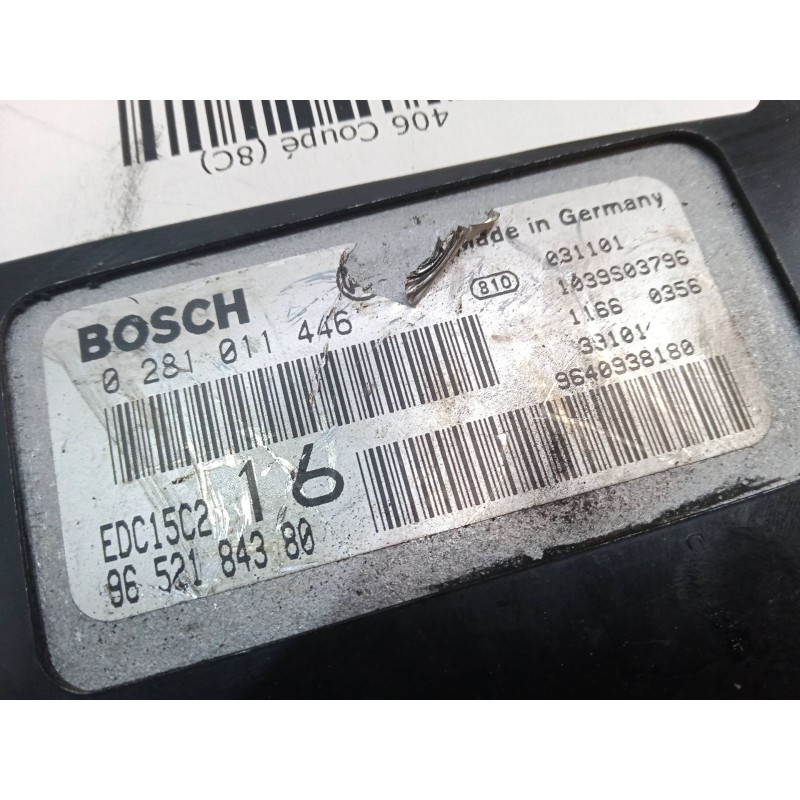 406 Coupé (8C)
Made in Germany
BOSCH
0 281 011 446
810
031101
1039S03796
1166 0356
33101
9640938180
EDC15C2
16
96 521 843 80